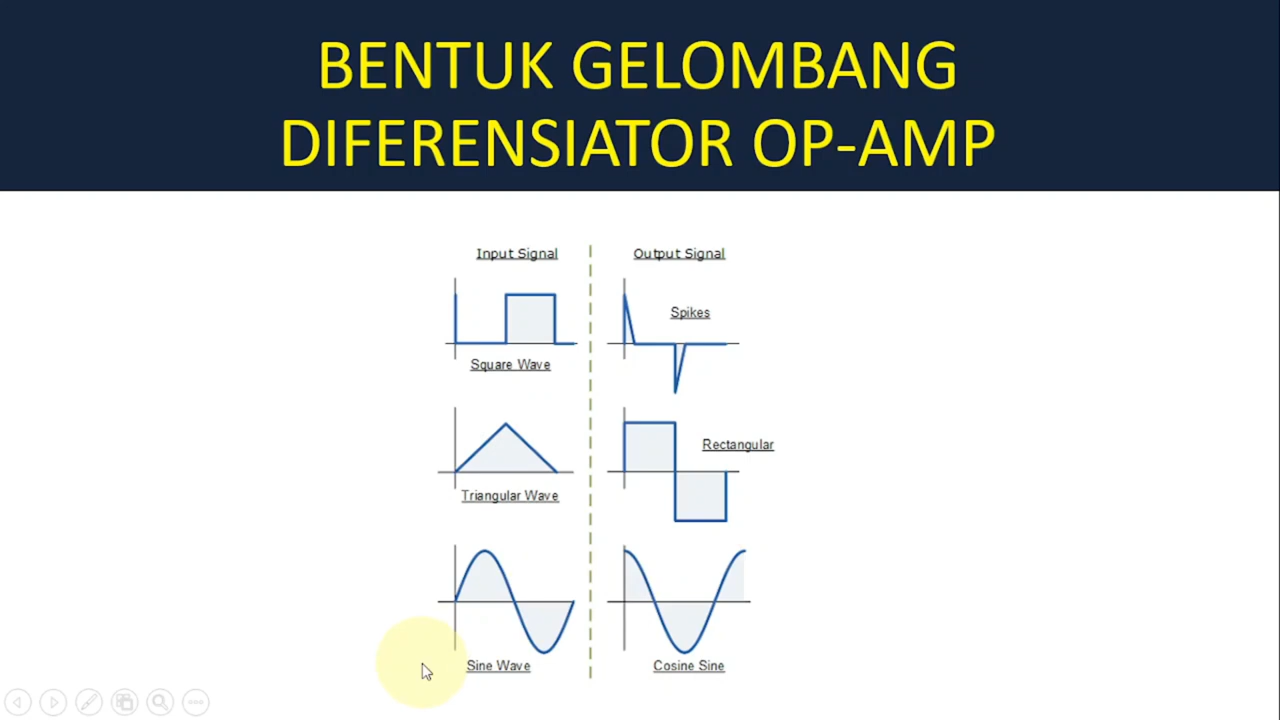 BENTUK GELOMBANG
DIFERENSIATOR OP-AMP
Input Signal
Output Signal
Spikes
Square Wave
Rectangular
Triangular Wave
Sine Wave
Cosine Sine